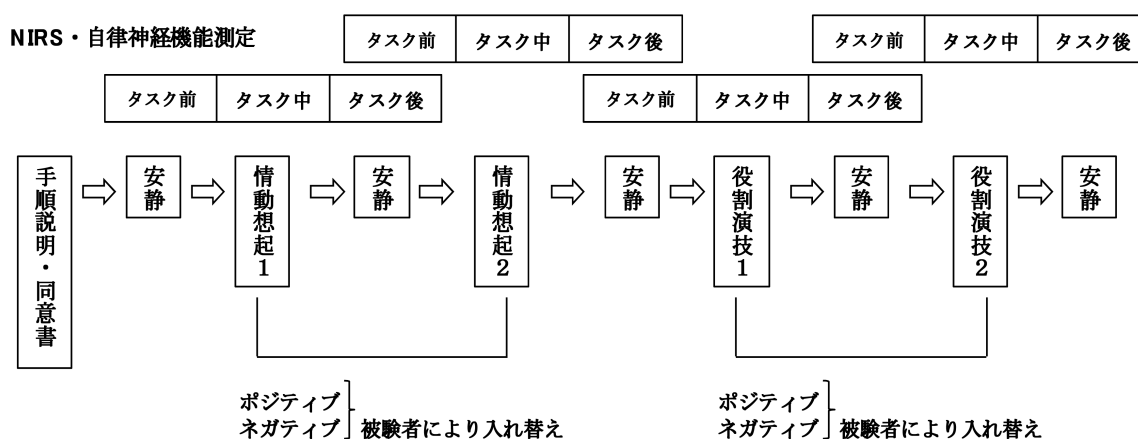 NIRS・自律神経機能測定
タスク前 タスク中 タスク後
タスク前 タスク中 タスク後
タスク前 タスク中 タスク後
タスク前 タスク中 タスク後
手順説明・同意書
安静
情動想起1
安静
情動想起2
安静
役割演技1
安静
役割演技2
安静
ポジティブ
ネガティブ 被験者により入れ替え
ポジティブ
ネガティブ 被験者により入れ替え